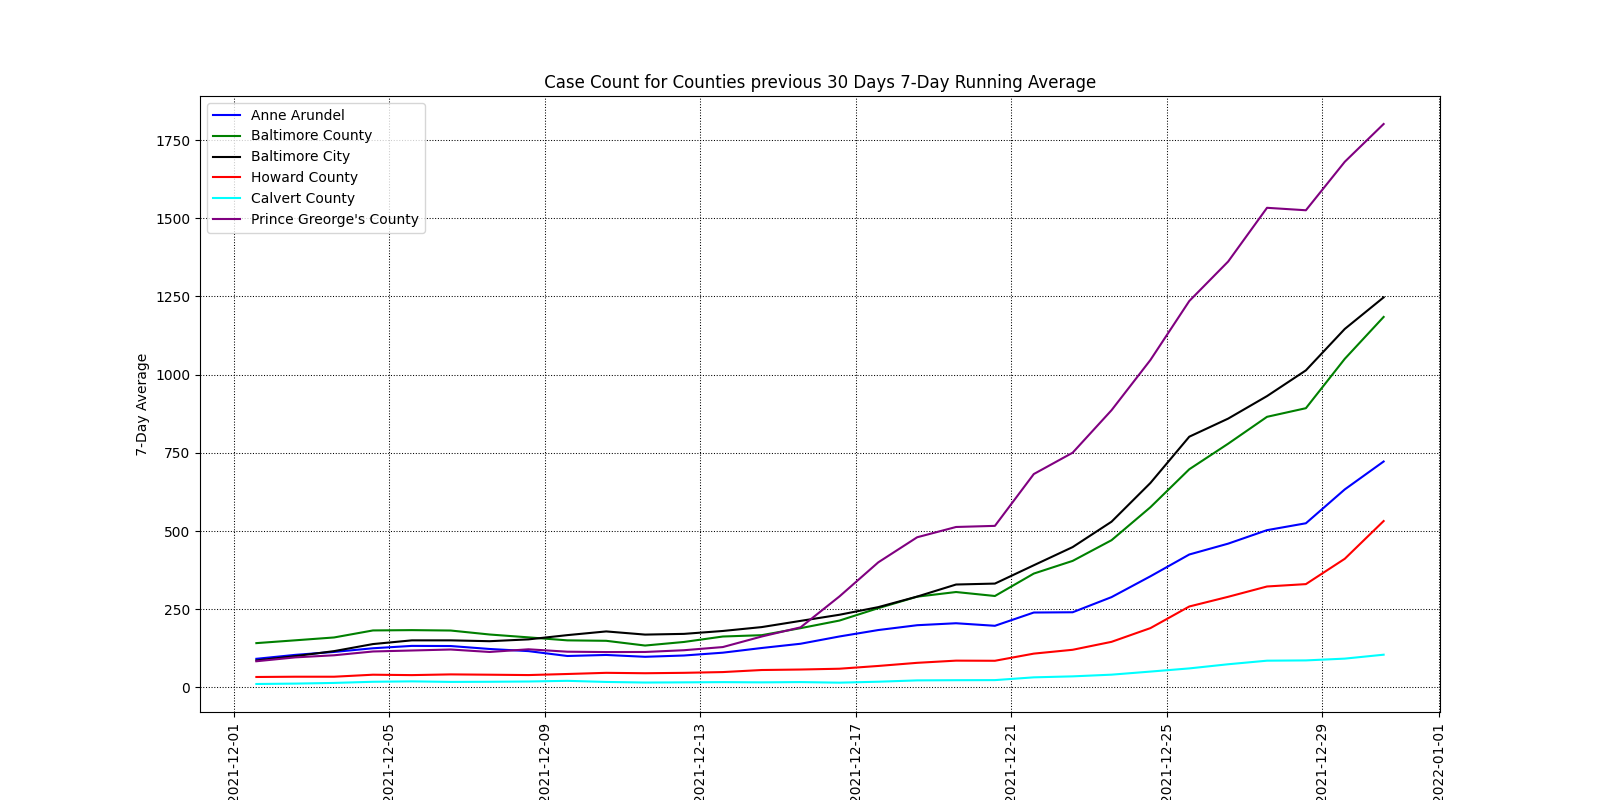 Case Count for Counties previous 30 Days 7-Day Running Average
Anne Arundel
Baltimore County
Baltimore City
Howard County
Calvert County
Prince Greorge's County
7-Day Average
1750
1500
1250
1000
750
500
250
0
2021-12-01
2021-12-05
2021-12-09
2021-12-13
2021-12-17
2021-12-21
2021-12-25
2021-12-29
2022-01-01